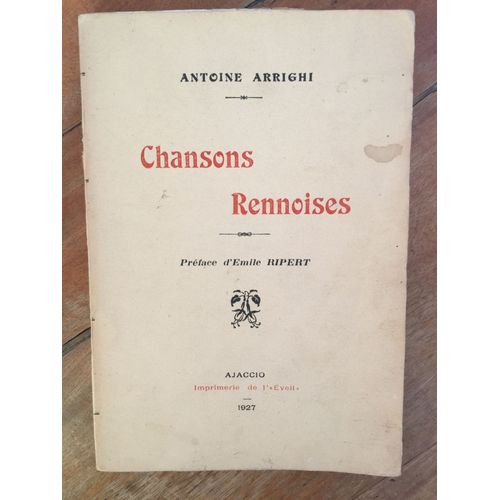 ANTOINE ARRIGHI
Chansons
Rennoises
Préface d'Emile RIPERT
AJACCIO
Imprimerie de l'«Eveil»
1927